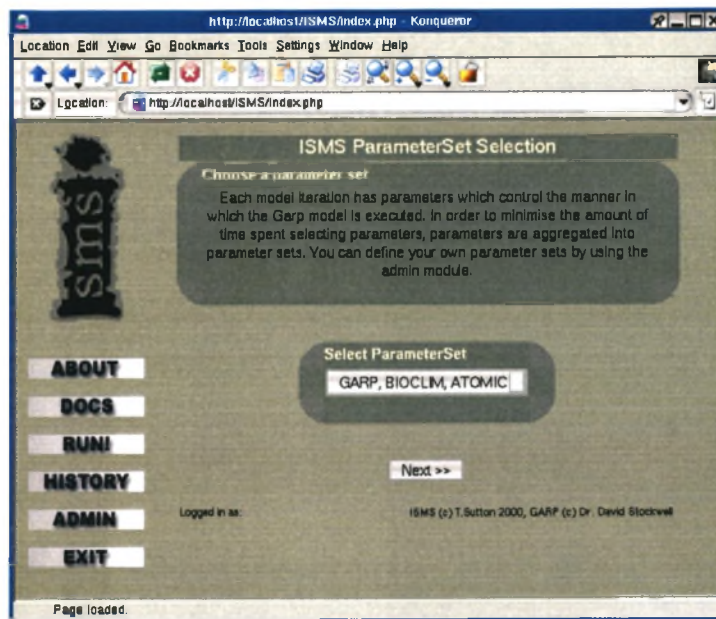 http://localhost/ISMS/index.php - Konqueror
Location Edit View Go Bookmarks Tools Settings Window Help
Location: http://localhost/ISMS/index.php
isms
ISMS ParameterSet Selection
Choose a parameter set
Each model iteration has parameters which control the manner in
which the Garp model is executed. In order to minimise the amount of
time spent selecting parameters, parameters are aggregated into
parameter sets. You can define your own parameter sets by using the
admin module.
Select ParameterSet
GARP, BIOCLIM, ATOMIC
Next >>
ABOUT
DOCS
RUN!
HISTORY
ADMIN
EXIT
Logged in as:
ISMS (c) T.Sutton 2000, GARP (c) Dr. David Stockwell
Page loaded.